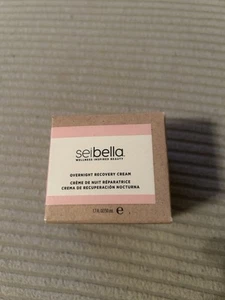 seibella
WELLNESS INSPIRED BEAUTY
OVERNIGHT RECOVERY CREAM
CRÈME DE NUIT RÉPARATRICE
CREMA DE RECUPERACIÓN NOCTURNA